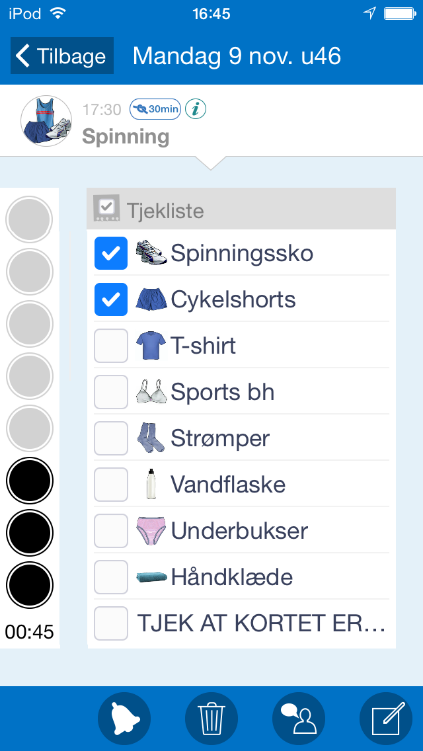 iPod 16:45
Tilbage Mandag 9 nov. u46
17:30 30min i
Spinning
Tjekliste
Spinningssko
Cykelshorts
T-shirt
Sports bh
Strømper
Vandflaske
Underbukser
Håndklæde
TJEK AT KORTET ER...
00:45